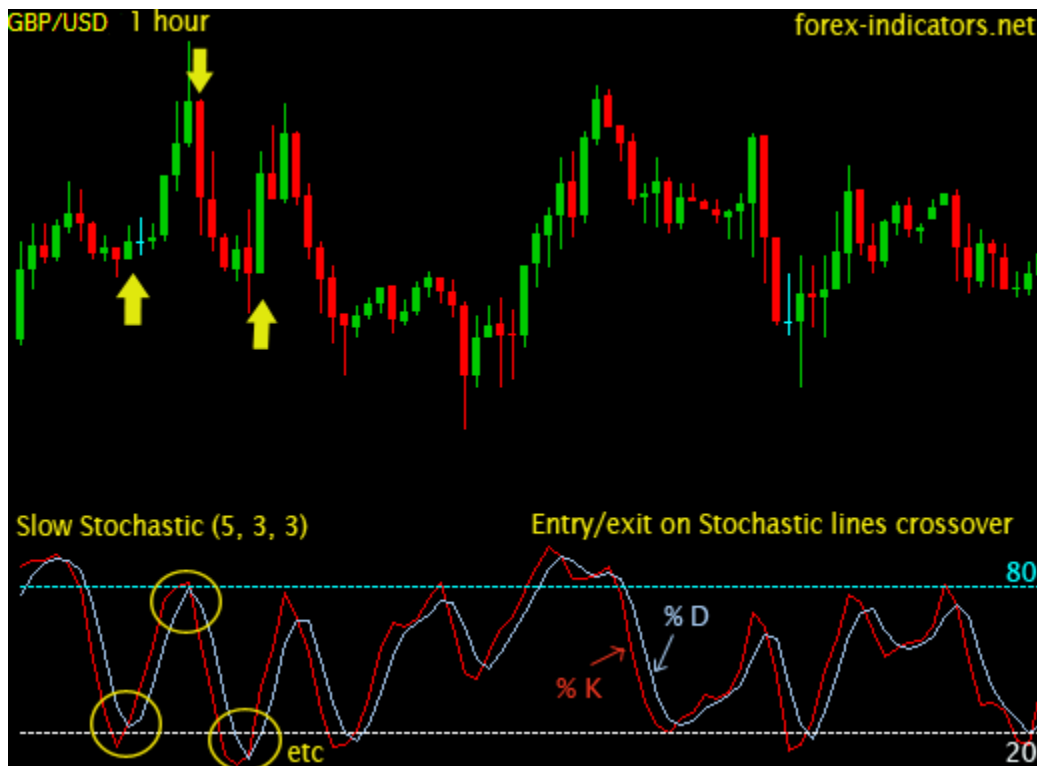 GBP/USD 1 hour
forex-indicators.net
Slow Stochastic (5, 3, 3)
Entry/exit on Stochastic lines crossover
80
% D
% K
etc
20